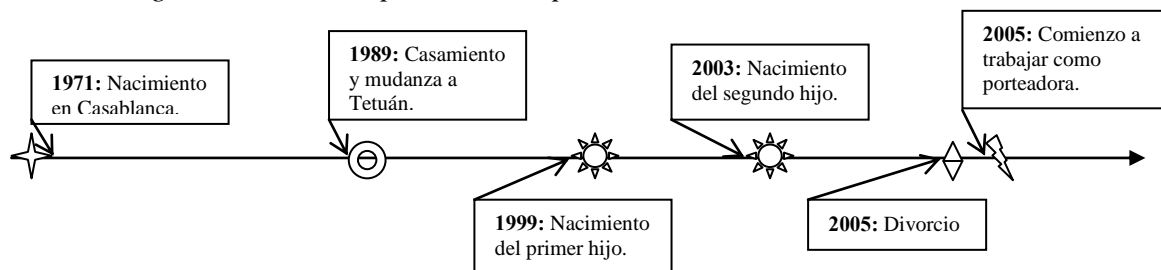 1971: Nacimiento
en Casablanca.
1989: Casamiento
y mudanza a
Tetuán.
1999: Nacimiento
del primer hijo.
2003: Nacimiento
del segundo hijo.
2005: Divorcio
2005: Comienzo a
trabajar como
porteadora.